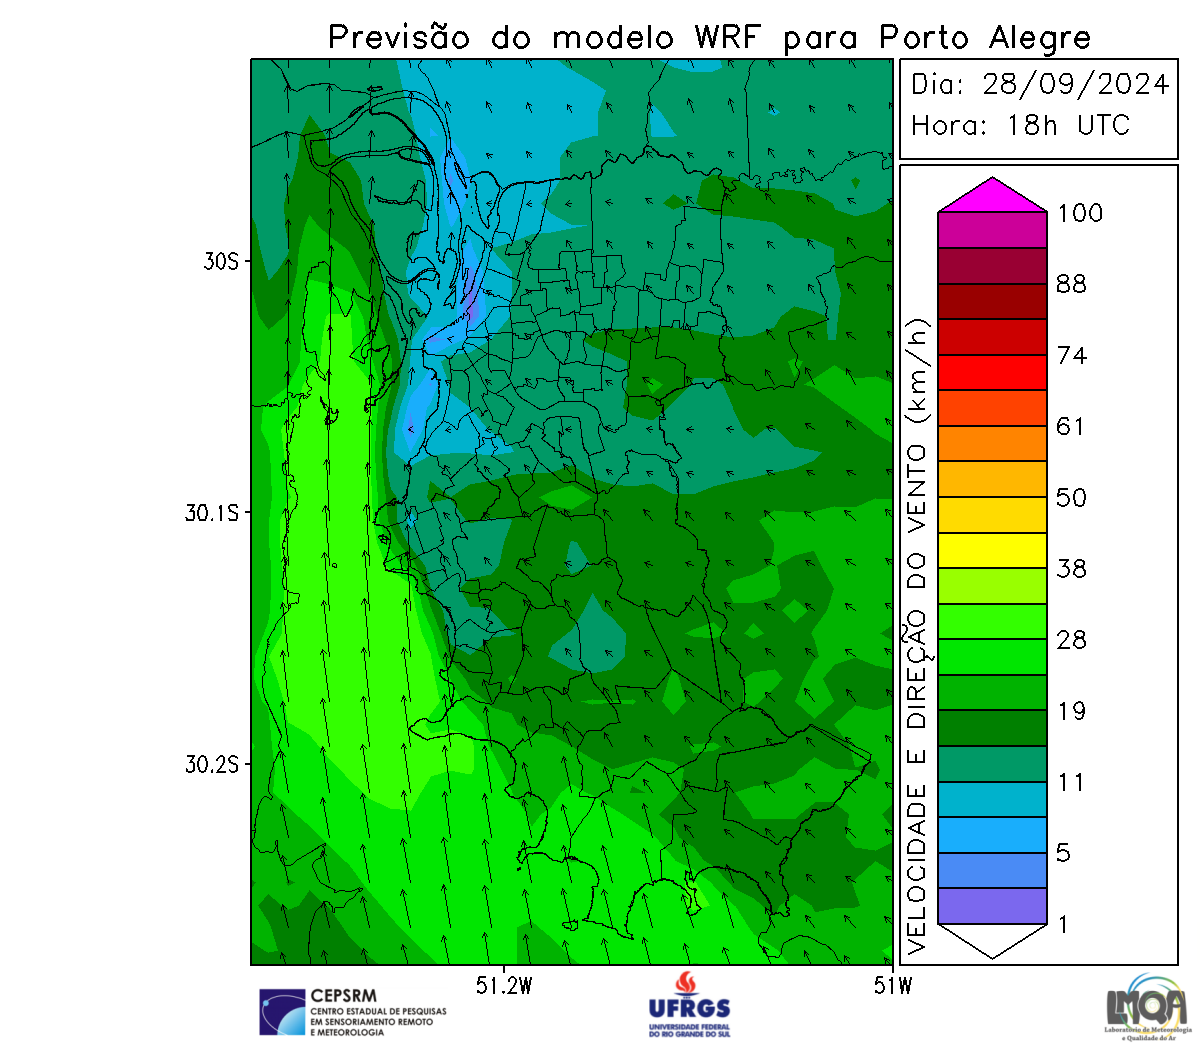 Previsão do modelo WRF para Porto Alegre
Dia: 28/09/2024
Hora: 18h UTC
VELOCIDADE E DIREÇÃO DO VENTO (km/h)
100
88
74
61
50
38
28
19
11
5
1
30S
30.1S
30.2S
51.2W
51W
CEPSRM
CENTRO ESTADUAL DE PESQUISAS
EM SENSORIAMENTO REMOTO
E METEOROLOGIA
UFRGS
UNIVERSIDADE FEDERAL
DO RIO GRANDE DO SUL
LMQA
Laboratório de Meteorologia
e Qualidade do Ar